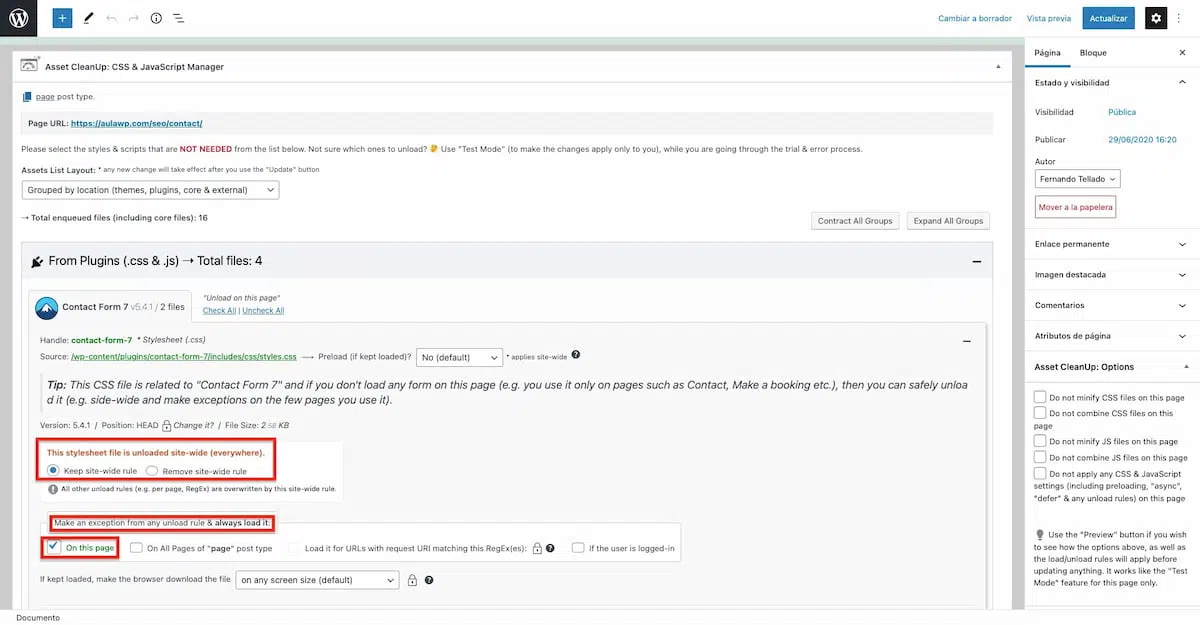 Cambiar a borrador Vista previa Actualizar
Asset CleanUp: CSS & JavaScript Manager
page post type.
Page URL: https://aulawp.com/seo/contact/
Please select the styles & scripts that are NOT NEEDED from the list below. Not sure which ones to unload? 🤔 Use "Test Mode" (to make the changes apply only to you), while you are going through the trial & error process.
Assets List Layout: * any new change will take effect after you use the "Update" button
Grouped by location (themes, plugins, core & external)
→ Total enqueued files (including core files): 16
Contract All Groups Expand All Groups
From Plugins (.css & .js) → Total files: 4
Contact Form 7 v5.4.1 / 2 files
"Unload on this page"
Check All | Uncheck All
Handle: contact-form-7 * Stylesheet (.css)
Source: /wp-content/plugins/contact-form-7/includes/css/styles.css → Preload (if kept loaded)? No (default) * applies site-wide
Tip: This CSS file is related to "Contact Form 7" and if you don't load any form on this page (e.g. you use it only on pages such as Contact, Make a booking etc.), then you can safely unloa
d it (e.g. side-wide and make exceptions on the few pages you use it).
Version: 5.4.1 / Position: HEAD Change it? / File Size: 2.58 KB
This stylesheet file is unloaded site-wide (everywhere).
Keep site-wide rule Remove site-wide rule
All other unload rules (e.g. per page, RegEx) are overwritten by this site-wide rule.
Make an exception from any unload rule & always load it:
On this page On All Pages of "page" post type Load it for URLs with request URI matching this RegEx(es): If the user is logged-in
If kept loaded, make the browser download the file on any screen size (default)
Documento
Página Bloque
Estado y visibilidad
Visibilidad Pública
Publicar 29/06/2020 16:20
Autor
Fernando Tellado
Mover a la papelera
Enlace permanente
Imagen destacada
Comentarios
Atributos de página
Asset CleanUp: Options
Do not minify CSS files on this page
Do not combine CSS files on this
page
Do not minify JS files on this page
Do not combine JS files on this page
Do not apply any CSS & JavaScript
settings (including preloading, "async",
"defer" & any unload rules) on this page
Use the "Preview" button if you wish
to see how the options above, as well as
the load/unload rules will apply before
updating anything. It works like the "Test
Mode" feature for this page only.